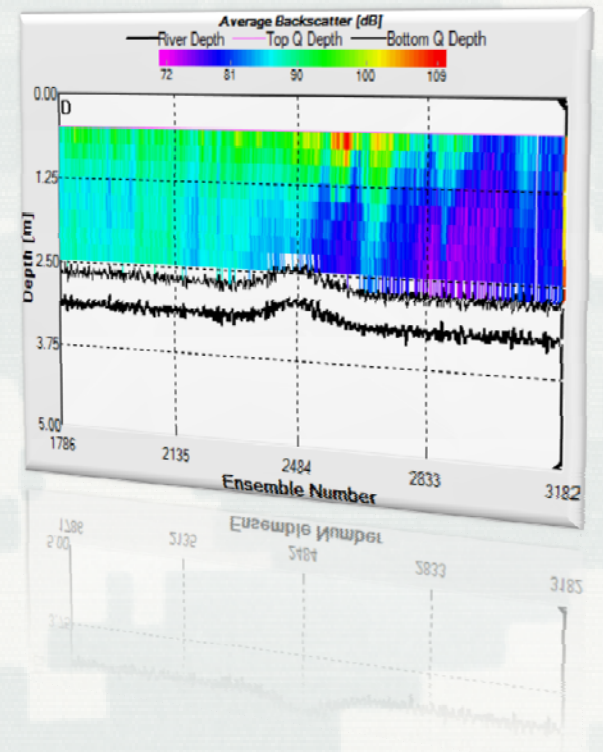 Average Backscatter [dB]
River Depth Top Q Depth Bottom Q Depth
72 81 90 100 109
0.00
D
1.25
2.50
3.75
5.00
Depth [m]
1786 2135 2484 2833 3182
Ensemble Number